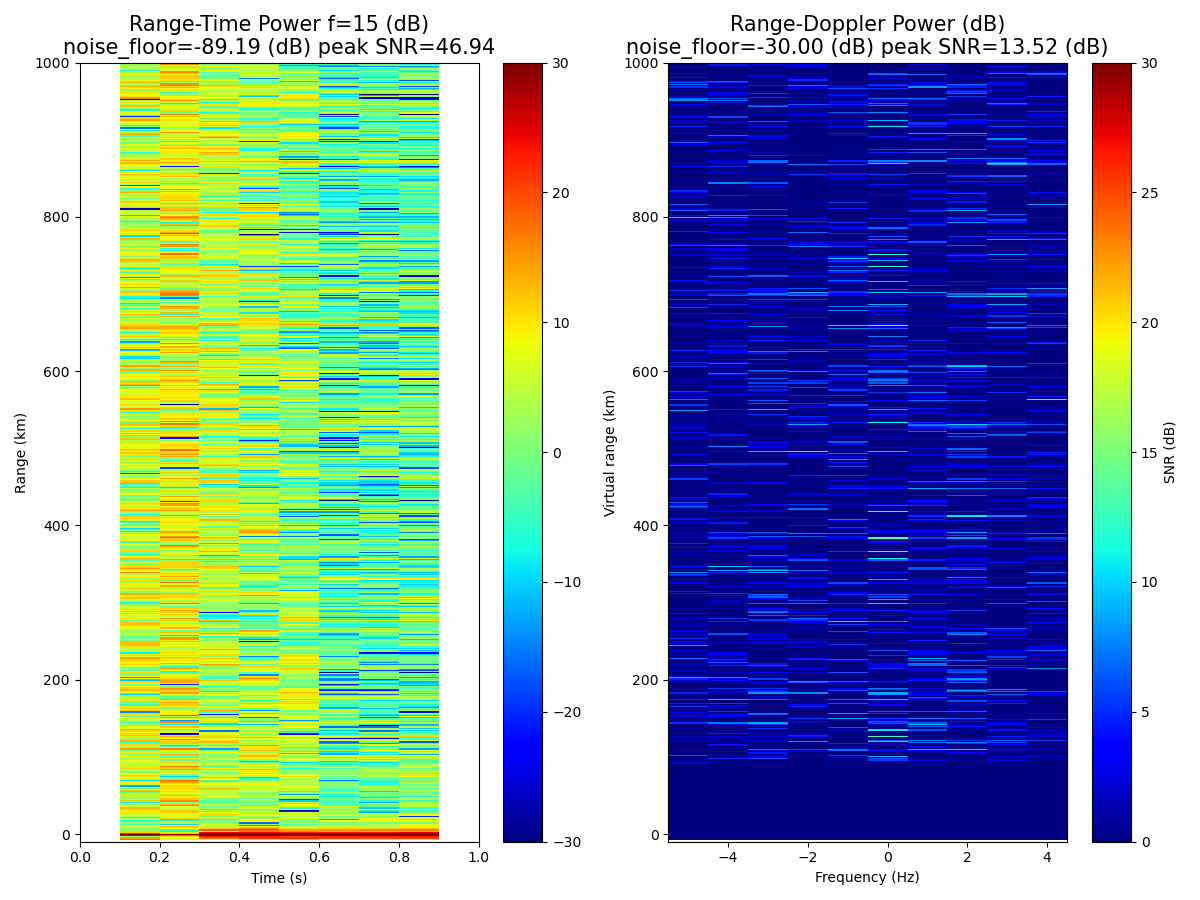 Range-Time Power f=15 (dB)
noise_floor=-89.19 (dB) peak SNR=46.94
Range-Doppler Power (dB)
noise_floor=-30.00 (dB) peak SNR=13.52 (dB)
1000
800
600
400
200
0
Range (km)
0.0 0.2 0.4 0.6 0.8 1.0
Time (s)
30
20
10
0
−10
−20
−30
1000
800
600
400
200
0
Virtual range (km)
−4 −2 0 2 4
Frequency (Hz)
30
25
20
15
10
5
0
SNR (dB)